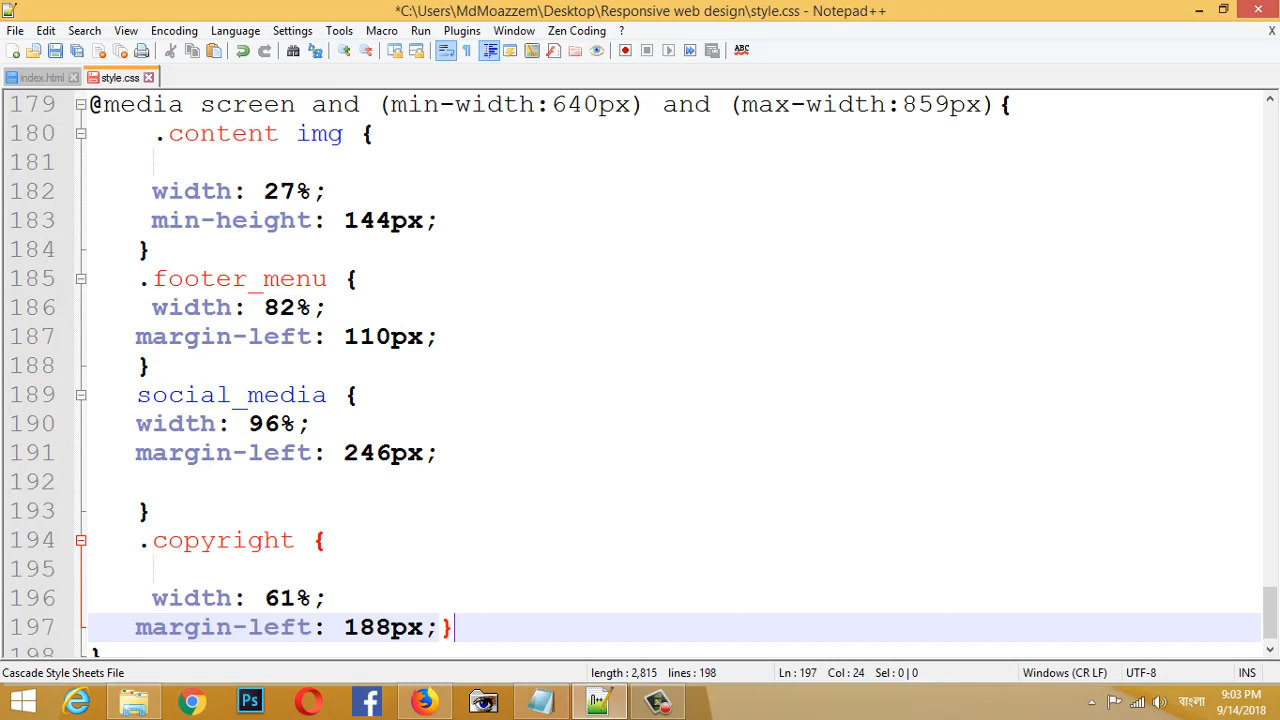 *C:\Users\MdMoazzem\Desktop\Responsive web design\style.css - Notepad++
File Edit Search View Encoding Language Settings Tools Macro Run Plugins Window Zen Coding ? X
ABC
index.html style.css
179 @media screen and (min-width:640px) and (max-width:859px){
180 .content img {
181
182 width: 27%;
183 min-height: 144px;
184 }
185 .footer_menu {
186 width: 82%;
187 margin-left: 110px;
188 }
189 social_media {
190 width: 96%;
191 margin-left: 246px;
192
193 }
194 .copyright {
195
196 width: 61%;
197 margin-left: 188px;}
198 }
Cascade Style Sheets File length : 2,815 lines : 198 Ln : 197 Col : 24 Sel : 0 | 0 Windows (CR LF) UTF-8 INS
Ps বাংলা 9:03 PM
9/14/2018